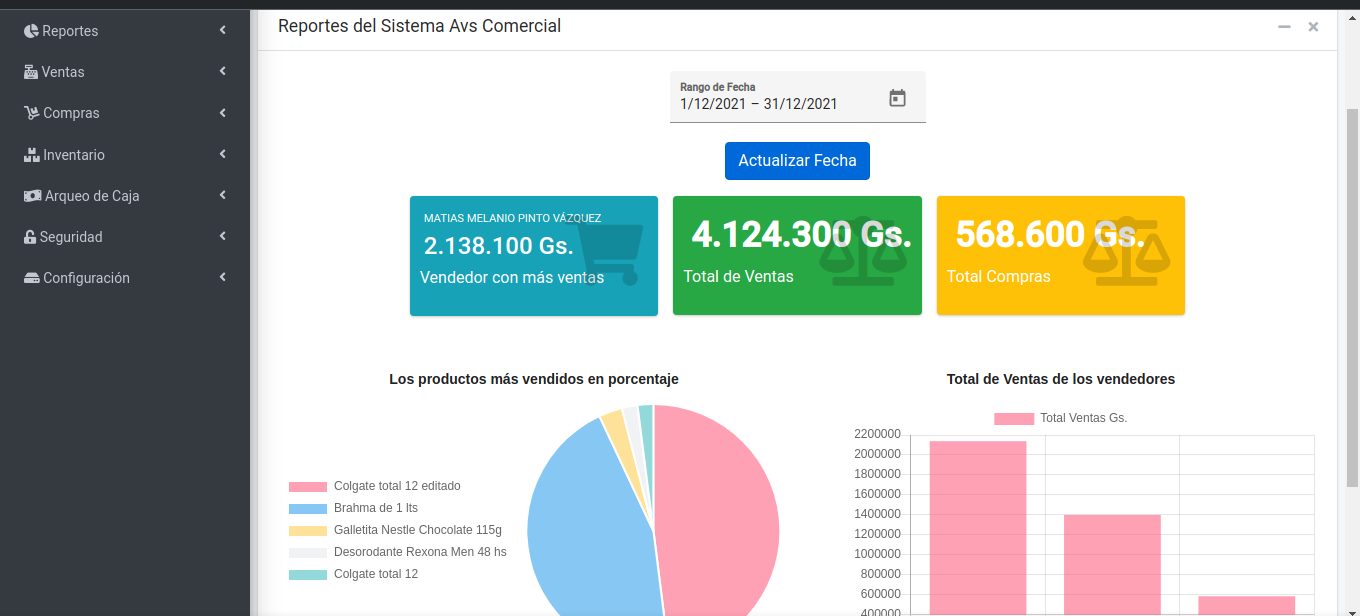 Reportes
Ventas
Compras
Inventario
Arqueo de Caja
Seguridad
Configuración
Reportes del Sistema Avs Comercial
Rango de Fecha
1/12/2021 – 31/12/2021
Actualizar Fecha
MATIAS MELANIO PINTO VÁZQUEZ
2.138.100 Gs.
Vendedor con más ventas
4.124.300 Gs.
Total de Ventas
568.600 Gs.
Total Compras
Los productos más vendidos en porcentaje
Colgate total 12 editado
Brahma de 1 lts
Galletita Nestle Chocolate 115g
Desorodante Rexona Men 48 hs
Colgate total 12
Total de Ventas de los vendedores
Total Ventas Gs.
2200000
2000000
1800000
1600000
1400000
1200000
1000000
800000
600000
400000